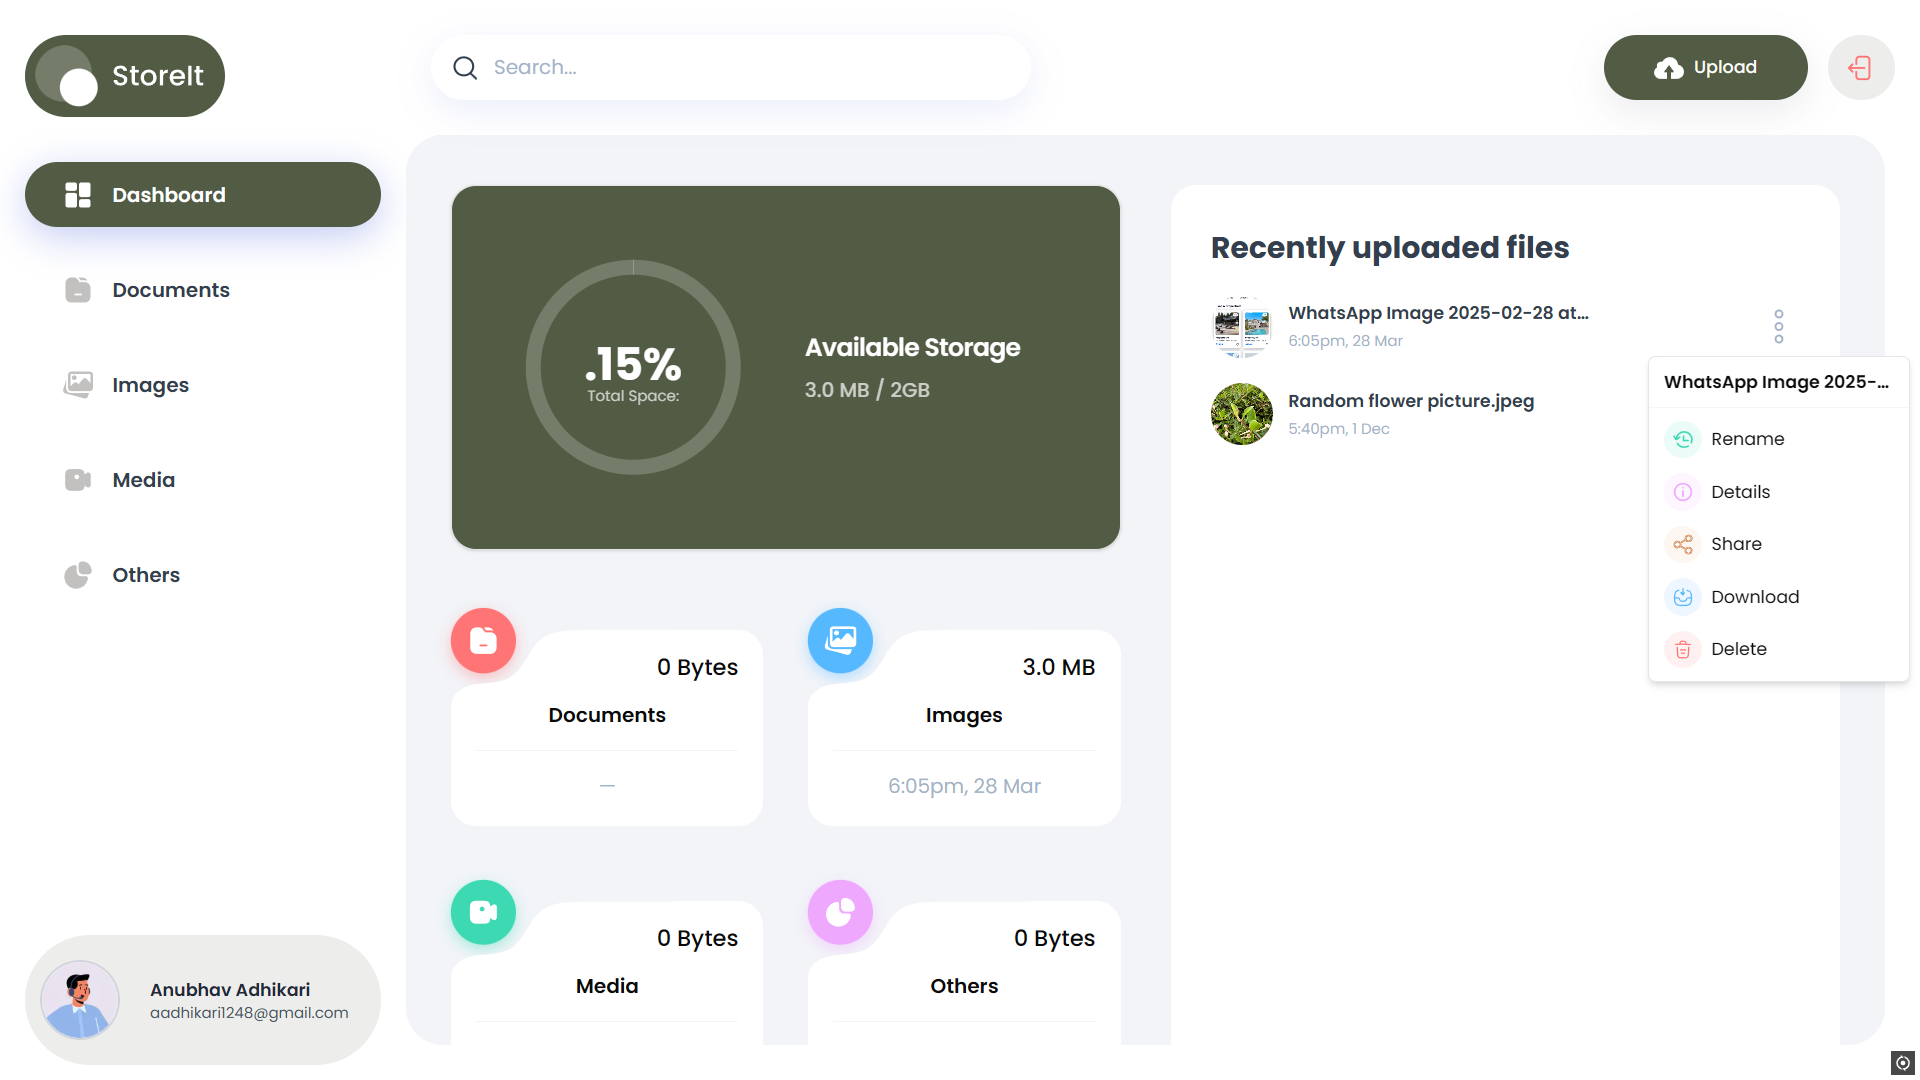 StoreIt
Search...
Upload
Dashboard
Documents
Images
Media
Others
.15%
Total Space:
Available Storage
3.0 MB / 2GB
0 Bytes
Documents
—
3.0 MB
Images
6:05pm, 28 Mar
0 Bytes
Media
0 Bytes
Others
Recently uploaded files
WhatsApp Image 2025-02-28 at...
6:05pm, 28 Mar
Random flower picture.jpeg
5:40pm, 1 Dec
WhatsApp Image 2025-...
Rename
Details
Share
Download
Delete
Anubhav Adhikari
aadhikari1248@gmail.com